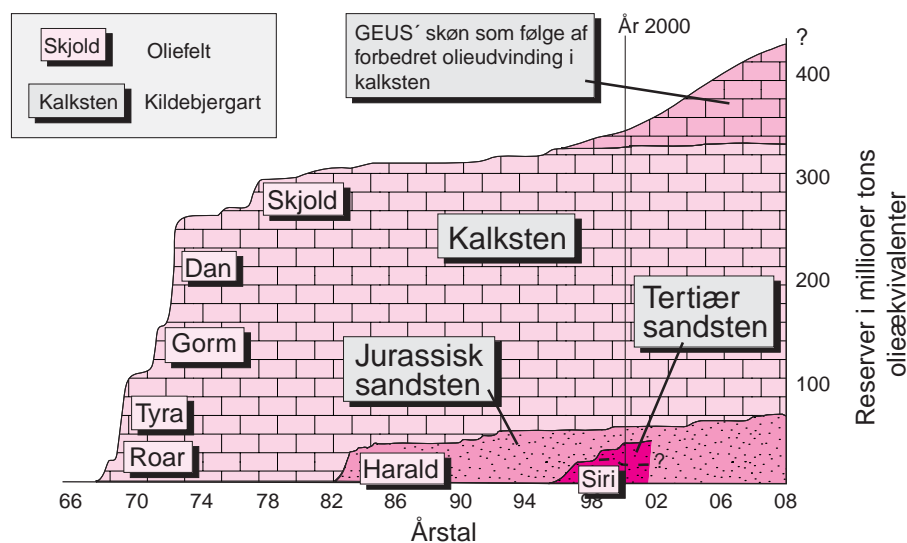 Skjold
Oliefelt
Kalksten
Kildebjergart
GEUS´ skøn som følge af
forbedret olieudvinding i
kalksten
År 2000
?
400
300
200
100
Reserver i millioner tons
olieækvivalenter
Skjold
Kalksten
Dan
Tertiær
sandsten
Gorm
Jurassisk
sandsten
Tyra
Roar
Harald
Siri
?
66
70
74
78
82
86
90
94
98
02
06
08
Årstal